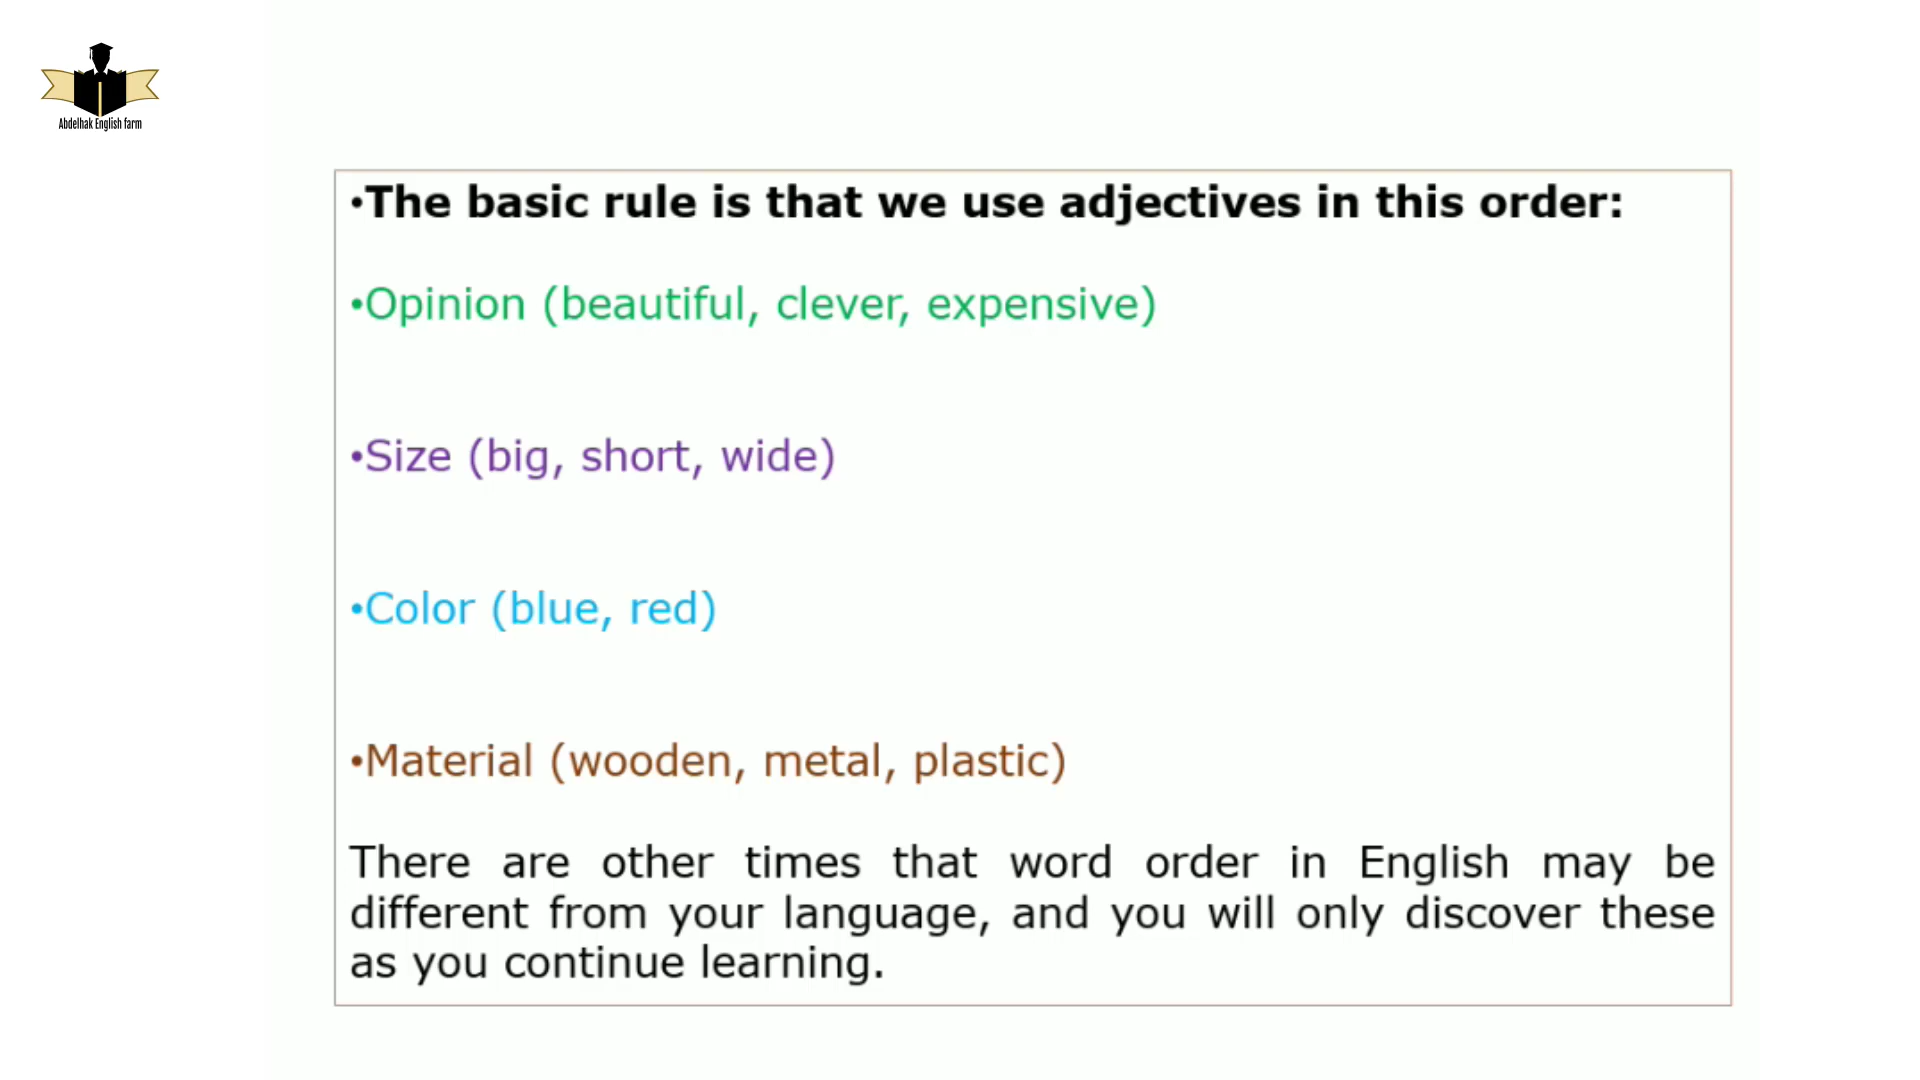 Abdelhak English farm
•The basic rule is that we use adjectives in this order:
•Opinion (beautiful, clever, expensive)
•Size (big, short, wide)
•Color (blue, red)
•Material (wooden, metal, plastic)
There are other times that word order in English may be
different from your language, and you will only discover these
as you continue learning.